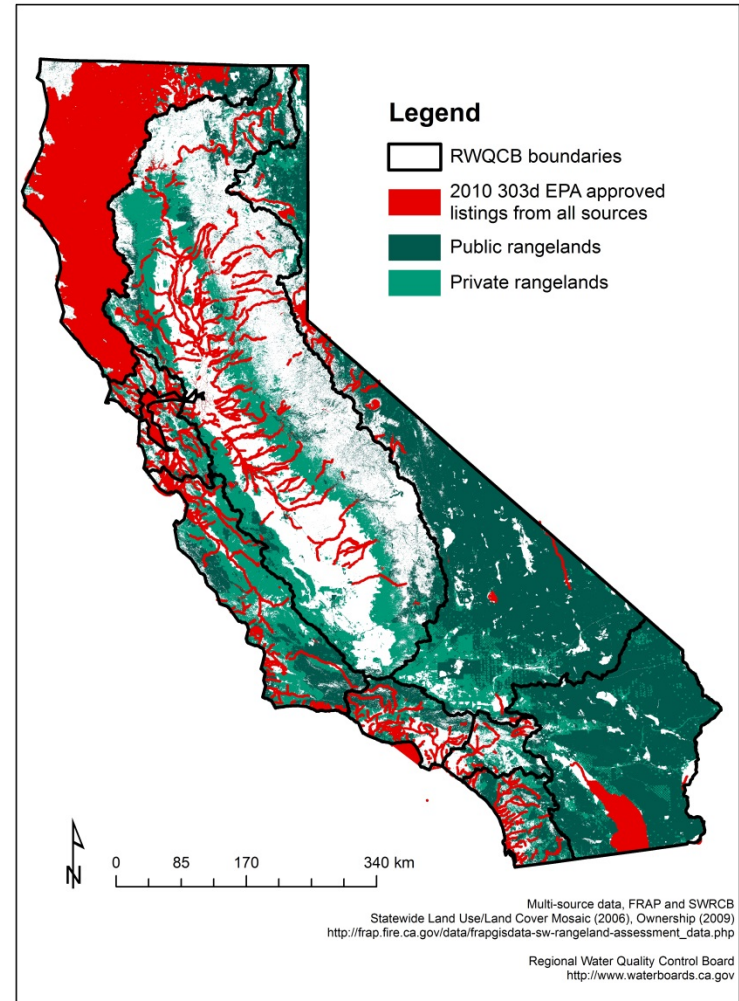 Legend
RWQCB boundaries
2010 303d EPA approved
listings from all sources
Public rangelands
Private rangelands
N
0 85 170 340 km
Multi-source data, FRAP and SWRCB
Statewide Land Use/Land Cover Mosaic (2006), Ownership (2009)
http://frap.fire.ca.gov/data/frapgisdata-sw-rangeland-assessment_data.php
Regional Water Quality Control Board
http://www.waterboards.ca.gov